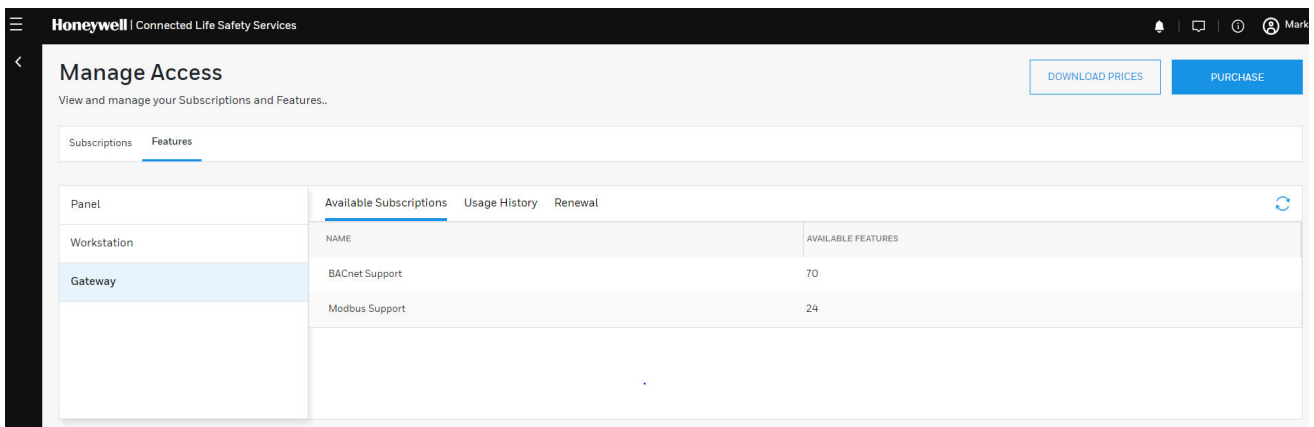 Honeywell | Connected Life Safety Services
Mark
Manage Access
View and manage your Subscriptions and Features..
DOWNLOAD PRICES
PURCHASE
Subscriptions Features
Panel
Workstation
Gateway
Available Subscriptions Usage History Renewal
NAME AVAILABLE FEATURES
BACnet Support 70
Modbus Support 24